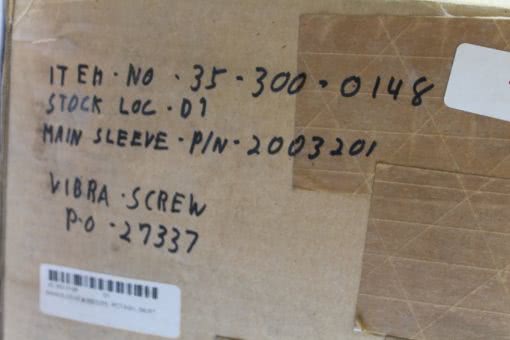 ITEM · NO · 35-300-0148
STOCK LOC · D1
MAIN SLEEVE · P/N · 2003201
VIBRA · SCREW
P·O · 27337